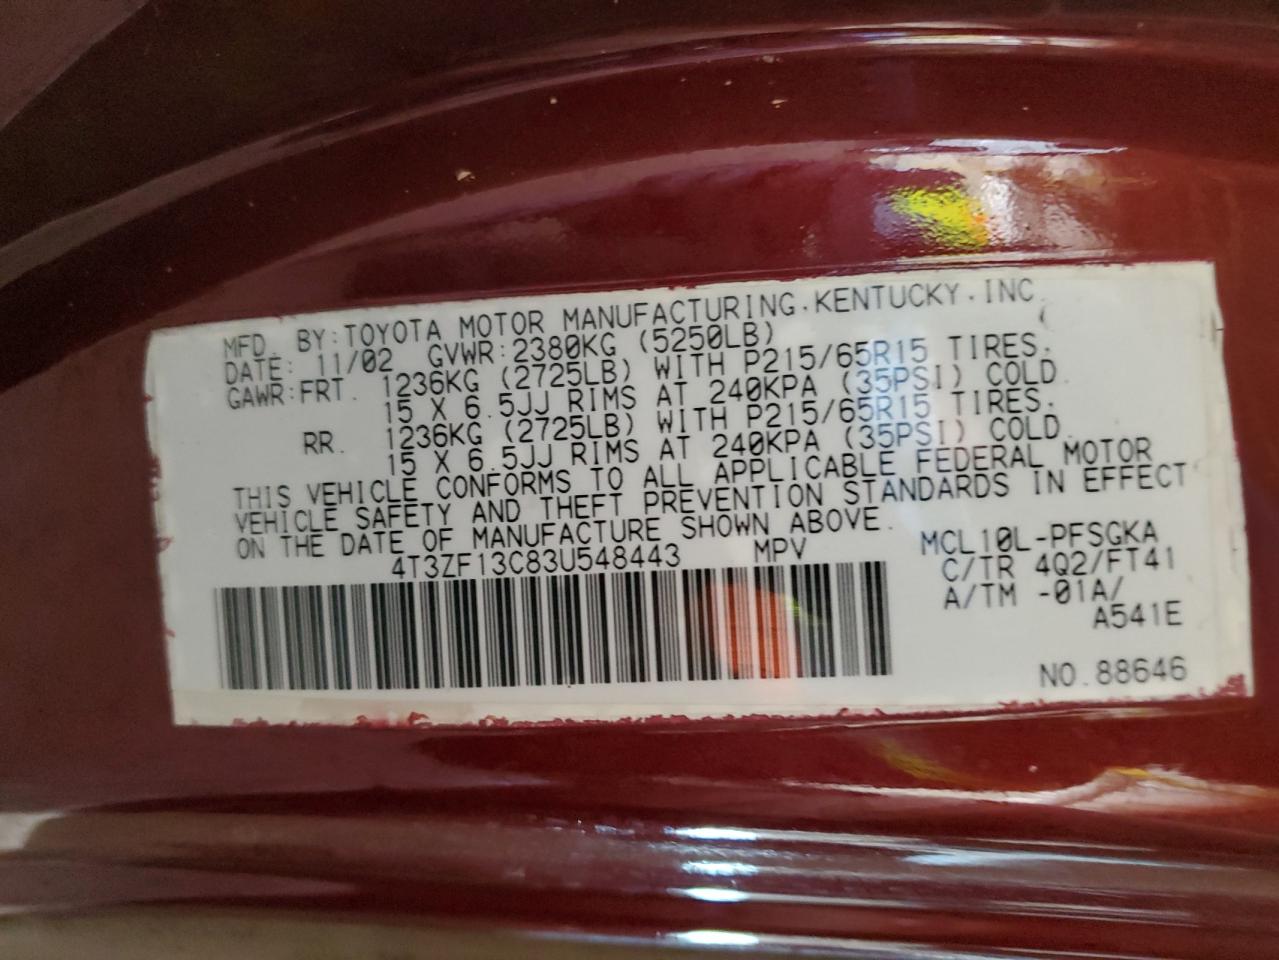 MFD. BY: TOYOTA MOTOR MANUFACTURING, KENTUCKY, INC.
DATE: 11/02 GVWR: 2380KG (5250LB)
GAWR: FRT. 1236KG (2725LB) WITH P215/65R15 TIRES.
15 X 6.5JJ RIMS AT 240KPA (35PSI) COLD.
RR. 1236KG (2725LB) WITH P215/65R15 TIRES.
15 X 6.5JJ RIMS AT 240KPA (35PSI) COLD.
THIS VEHICLE CONFORMS TO ALL APPLICABLE FEDERAL MOTOR
VEHICLE SAFETY AND THEFT PREVENTION STANDARDS IN EFFECT
ON THE DATE OF MANUFACTURE SHOWN ABOVE.
4T3ZF13C83U548443 MPV
MCL10L-PFSGKA
C/TR 4Q2/FT41
A/TM -01A/
A541E
NO. 88646